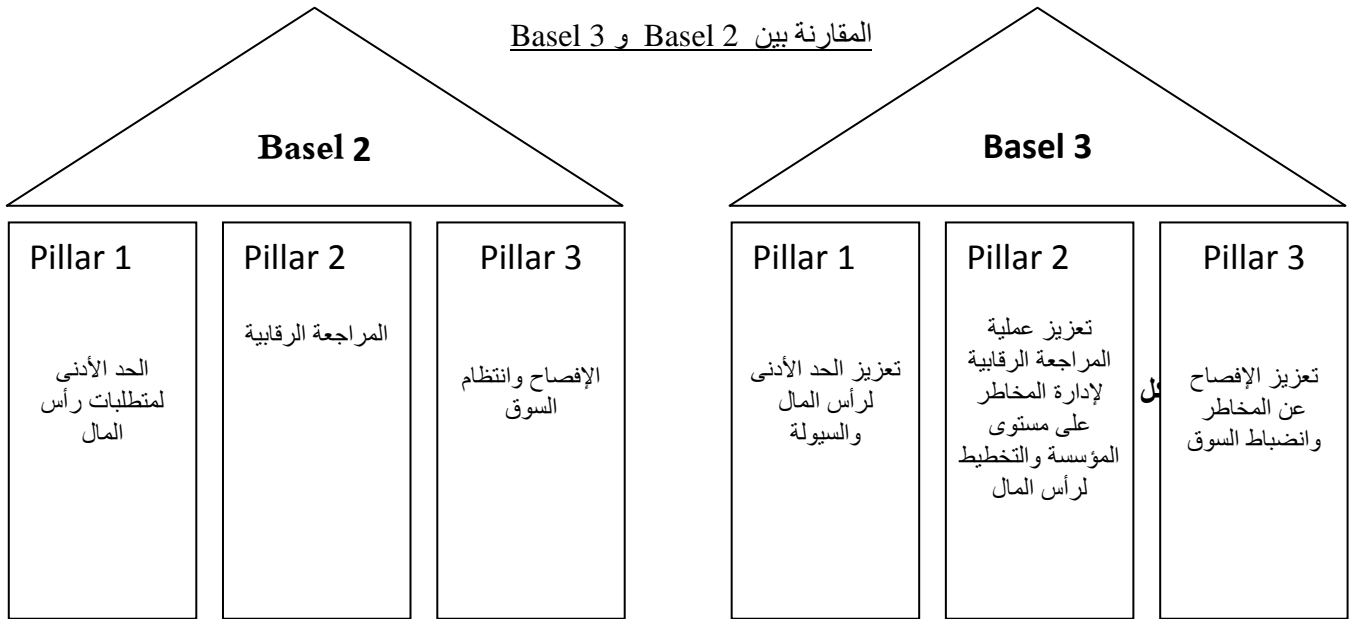 المقارنة بين Basel 2 و Basel 3
Basel 2
Pillar 1
الحد الأدنى
لمتطلبات رأس
المال
Pillar 2
المراجعة الرقابية
Pillar 3
الإفصاح وانتظام
السوق
Basel 3
Pillar 1
تعزيز الحد الأدنى
لرأس المال
والسيولة
Pillar 2
تعزيز عملية
المراجعة الرقابية
لإدارة المخاطر
على مستوى
المؤسسة والتخطيط
لرأس المال
Pillar 3
تعزيز الإفصاح
عن المخاطر
وانضباط السوق